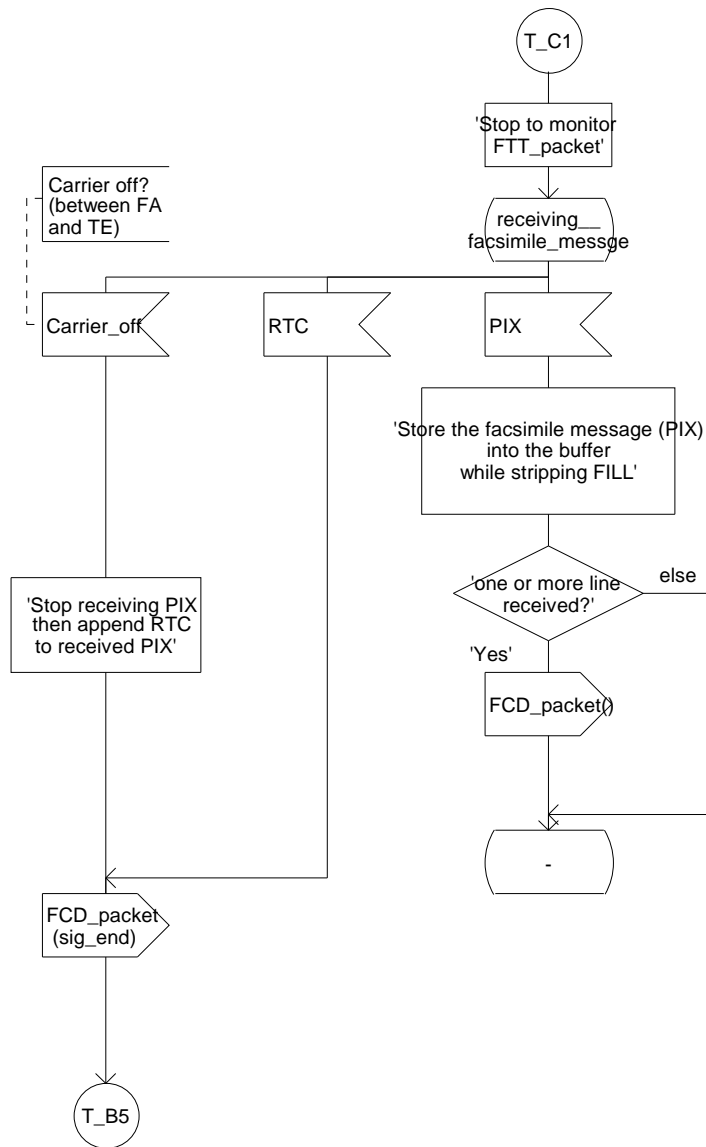 T_C1
'Stop to monitor
FTT_packet'
Carrier off?
(between FA
and TE)
receiving__
facsimile_messge
Carrier_off
RTC
PIX
'Store the facsimile message (PIX)
into the buffer
while stripping FILL'
'one or more line
received?'
else
'Stop receiving PIX
then append RTC
to received PIX'
'Yes'
FCD_packet()
-
FCD_packet
(sig_end)
T_B5